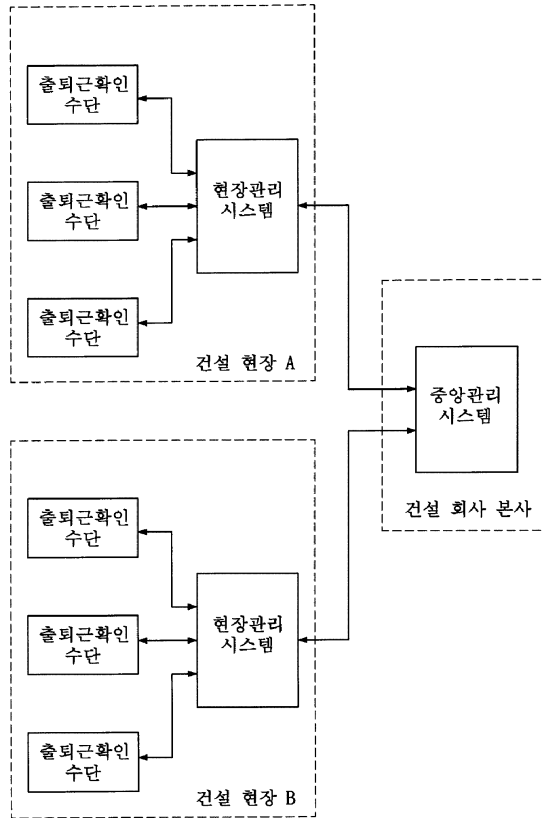 출퇴근확인
수단
출퇴근확인
수단
출퇴근확인
수단
현장관리
시스템
건설 현장 A
중앙관리
시스템
건설 회사 본사
출퇴근확인
수단
출퇴근확인
수단
출퇴근확인
수단
현장관리
시스템
건설 현장 B